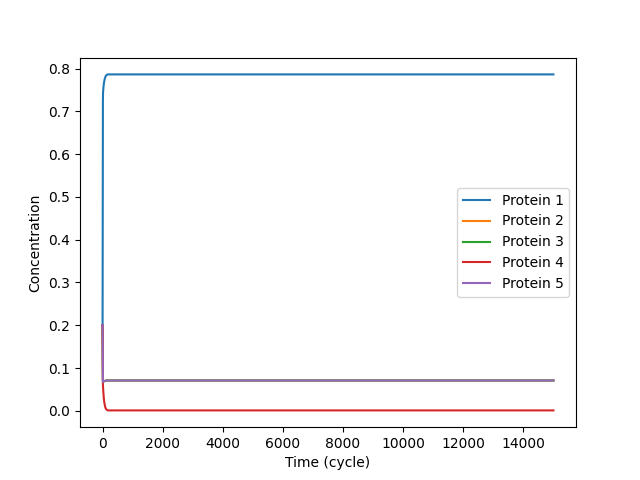 0.8
0.7
0.6
0.5
0.4
0.3
0.2
0.1
0.0
Concentration
Protein 1
Protein 2
Protein 3
Protein 4
Protein 5
0 2000 4000 6000 8000 10000 12000 14000
Time (cycle)